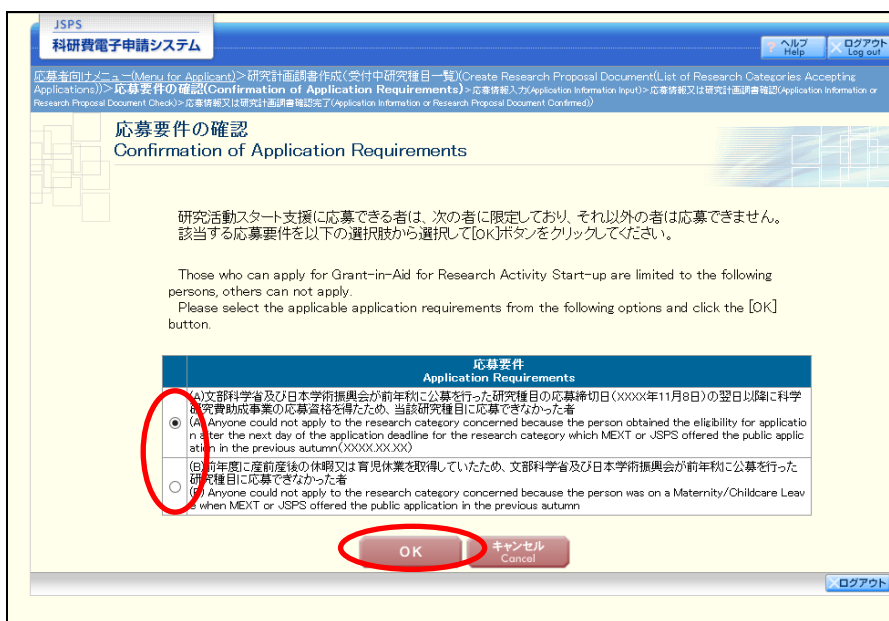 JSPS
科研費電子申請システム
? ヘルプ
Help
ログアウト
Log out
応募者向けメニュー(Menu for Applicant)>研究計画調書作成(受付中研究種目一覧)(Create Research Proposal Document(List of Research Categories Accepting
Applications))>応募要件の確認(Confirmation of Application Requirements)>応募情報入力(Application Information Input)>応募情報又は研究計画調書確認(Application Information or
Research Proposal Document Check)>応募情報又は研究計画調書確認完了(Application Information or Research Proposal Document Confirmed))
応募要件の確認
Confirmation of Application Requirements
研究活動スタート支援に応募できる者は、次の者に限定しており、それ以外の者は応募できません。
該当する応募要件を以下の選択肢から選択して[OK]ボタンをクリックしてください。
Those who can apply for Grant-in-Aid for Research Activity Start-up are limited to the following
persons, others can not apply.
Please select the applicable application requirements from the following options and click the [OK]
button.
応募要件
Application Requirements
(A)文部科学省及び日本学術振興会が前年秋に公募を行った研究種目の応募締切日(XXXX年11月8日)の翌日以降に科学
研究費助成事業の応募資格を得たため、当該研究種目に応募できなかった者
(A) Anyone could not apply to the research category concerned because the person obtained the eligibility for applicatio
n after the next day of the application deadline for the research category which MEXT or JSPS offered the public applic
ation in the previous autumn(XXXX.XX.XX)
(B)前年度に産前産後の休暇又は育児休業を取得していたため、文部科学省及び日本学術振興会が前年秋に公募を行った
研究種目に応募できなかった者
(B) Anyone could not apply to the research category concerned because the person was on a Maternity/Childcare Leav
e when MEXT or JSPS offered the public application in the previous autumn
OK
キャンセル
Cancel
ログアウト